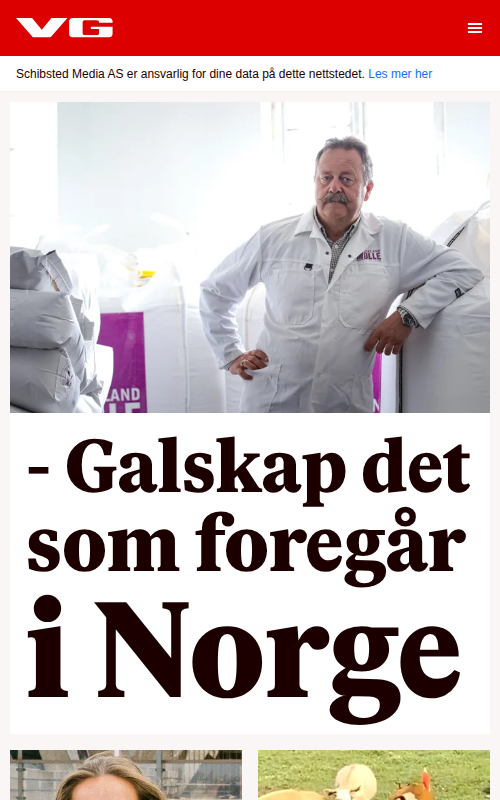 VG
Schibsted Media AS er ansvarlig for dine data på dette nettstedet. Les mer her
MØLLE
LAND
- Galskap det
som foregår
i Norge